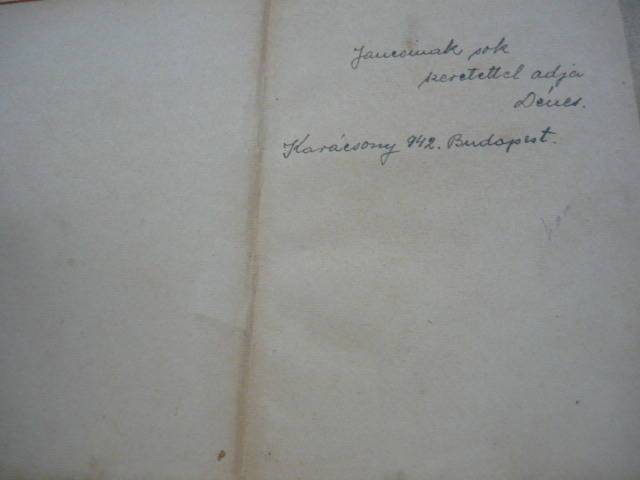 Jancsinak sok
szeretettel adja
Dénes.
Karácsony 942. Budapest.